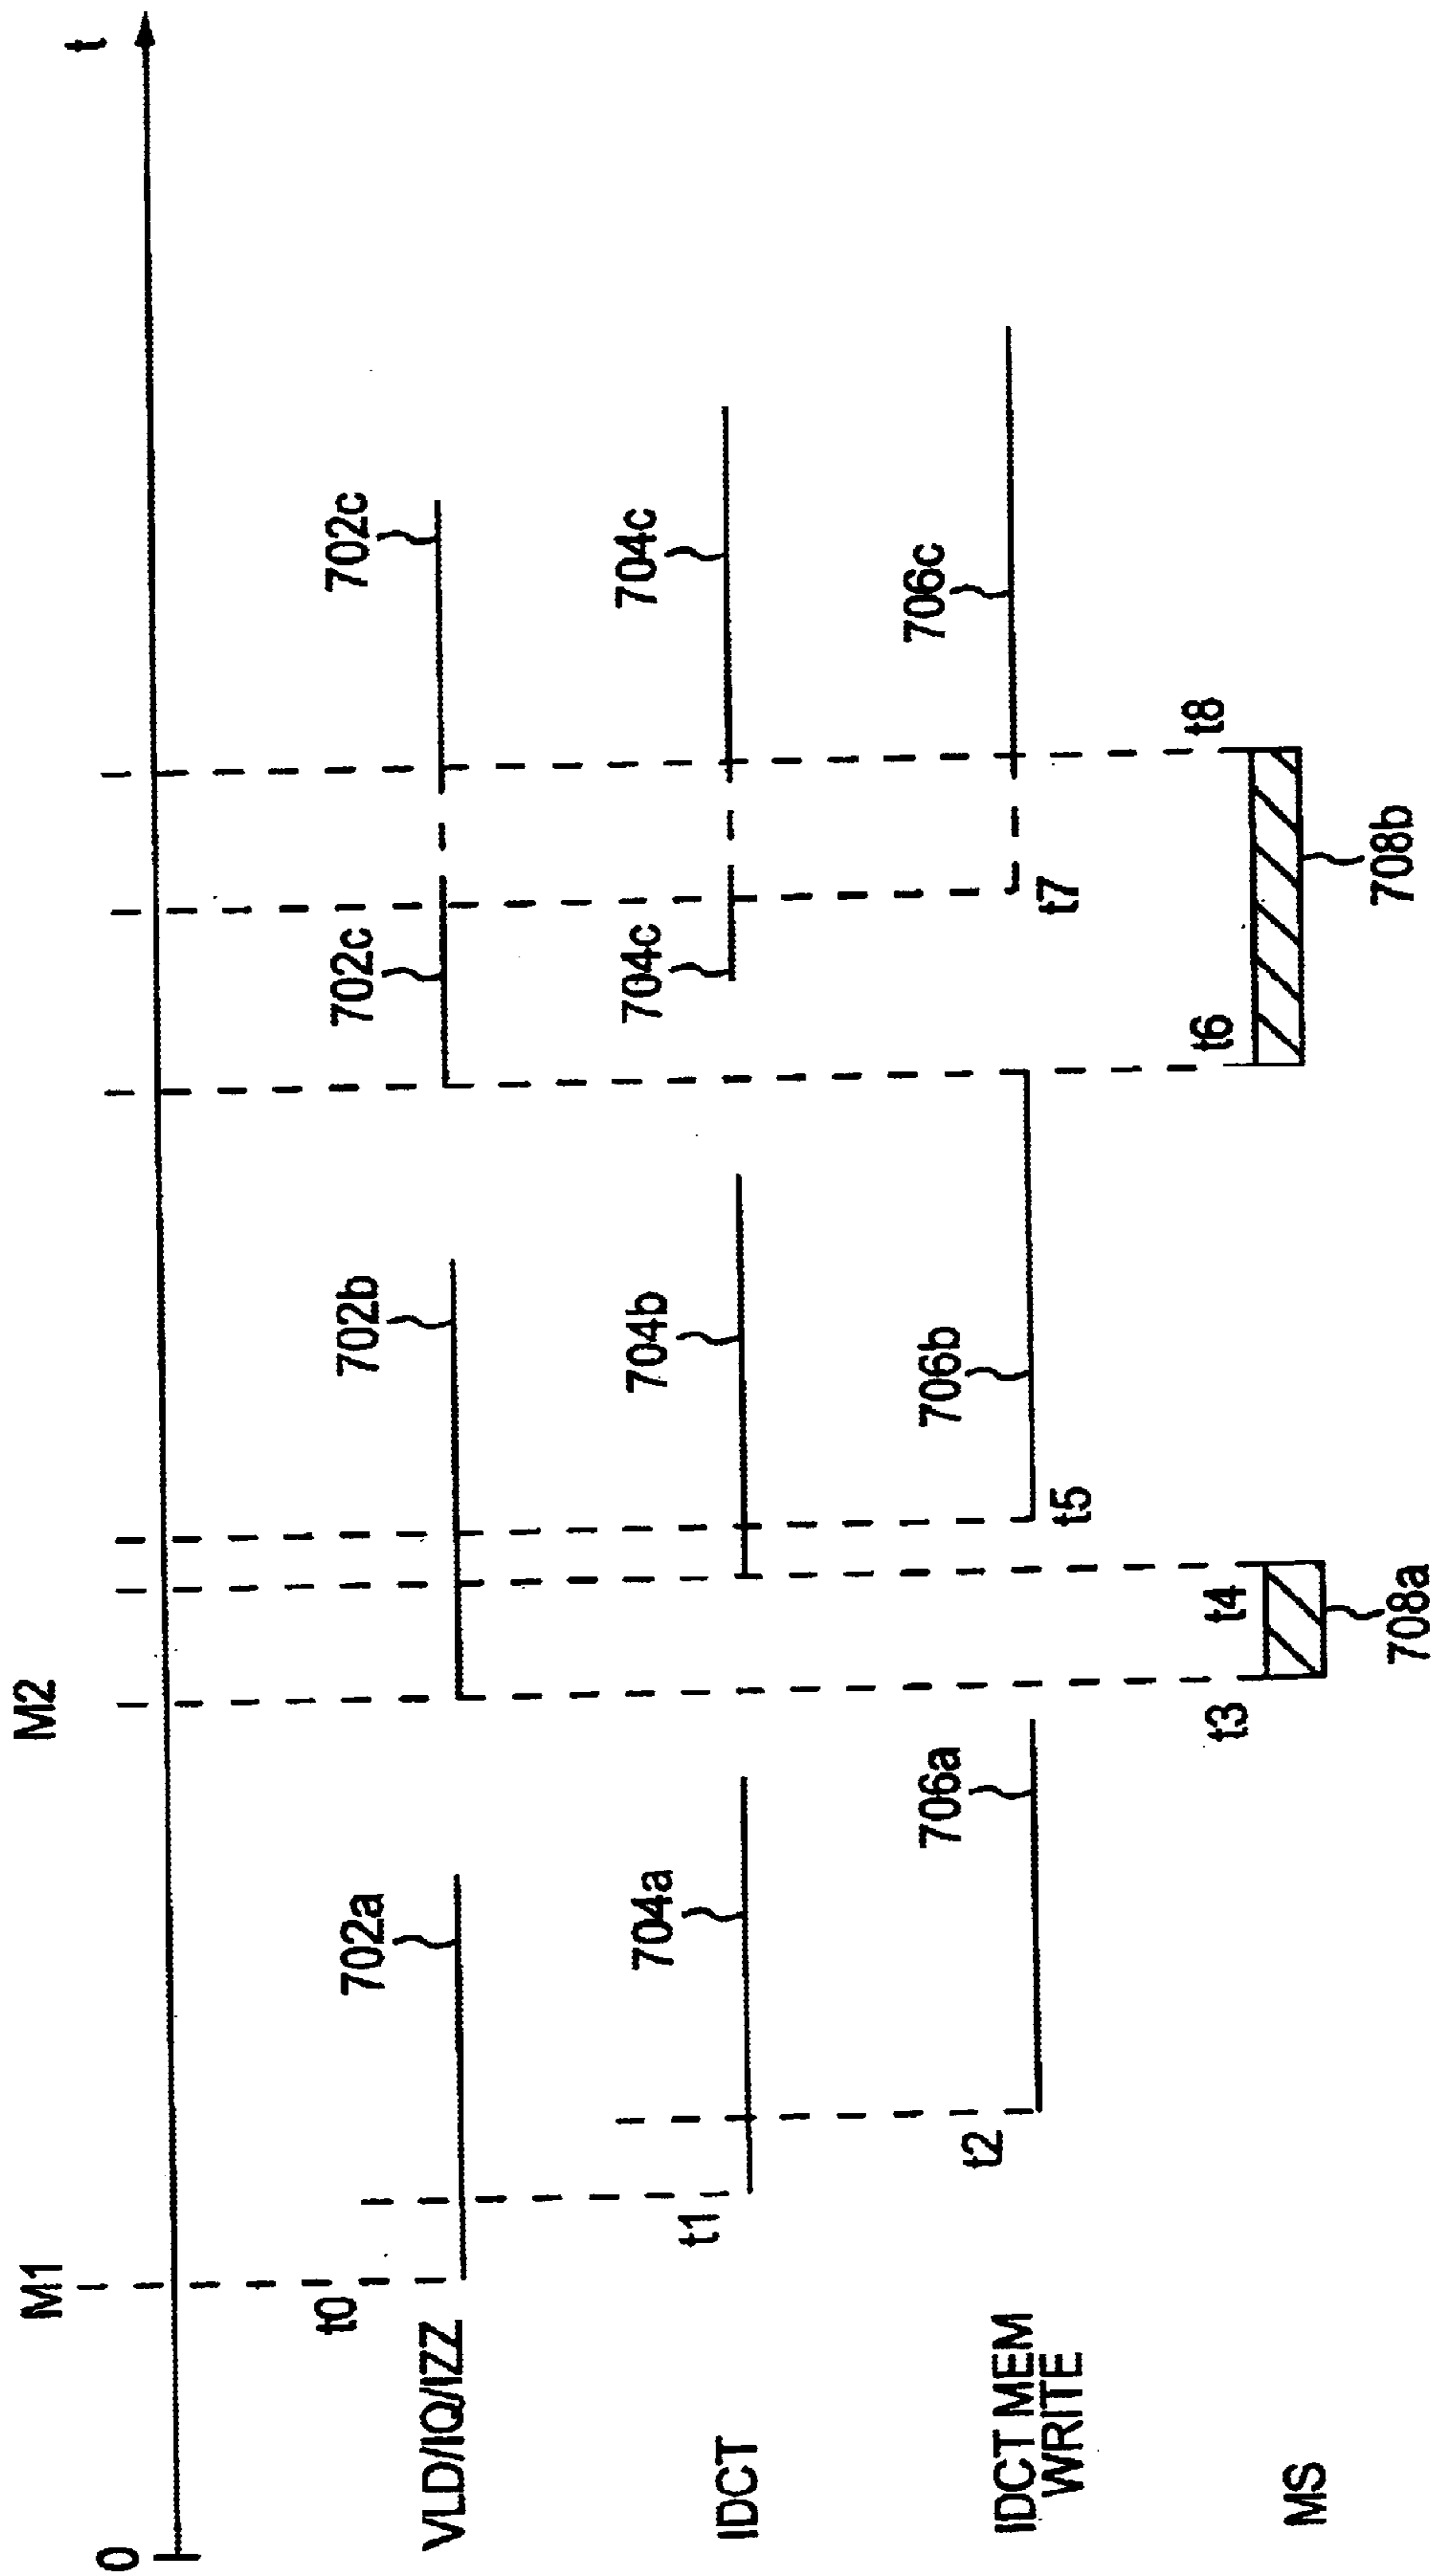 0
M1
M2
t
VLD/IQ/IZZ
t0
702a
702b
702c
702c
IDCT
t1
704a
704b
704c
704c
IDCT MEM
WRITE
t2
706a
706b
t5
t7
706c
MS
t3
t4
t6
t8
708a
708b